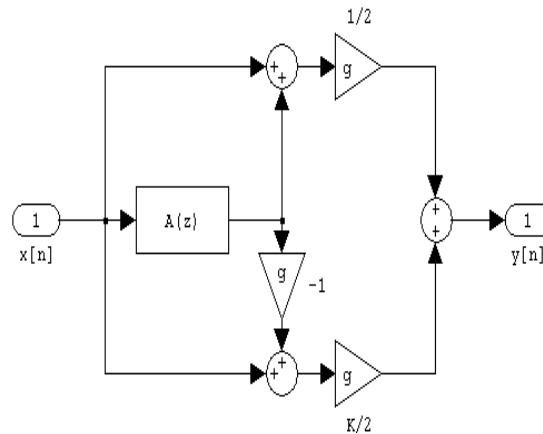 1/2
+
+
g
1
x[n]
A(z)
+
+
1
y[n]
g
-1
+
+
g
K/2